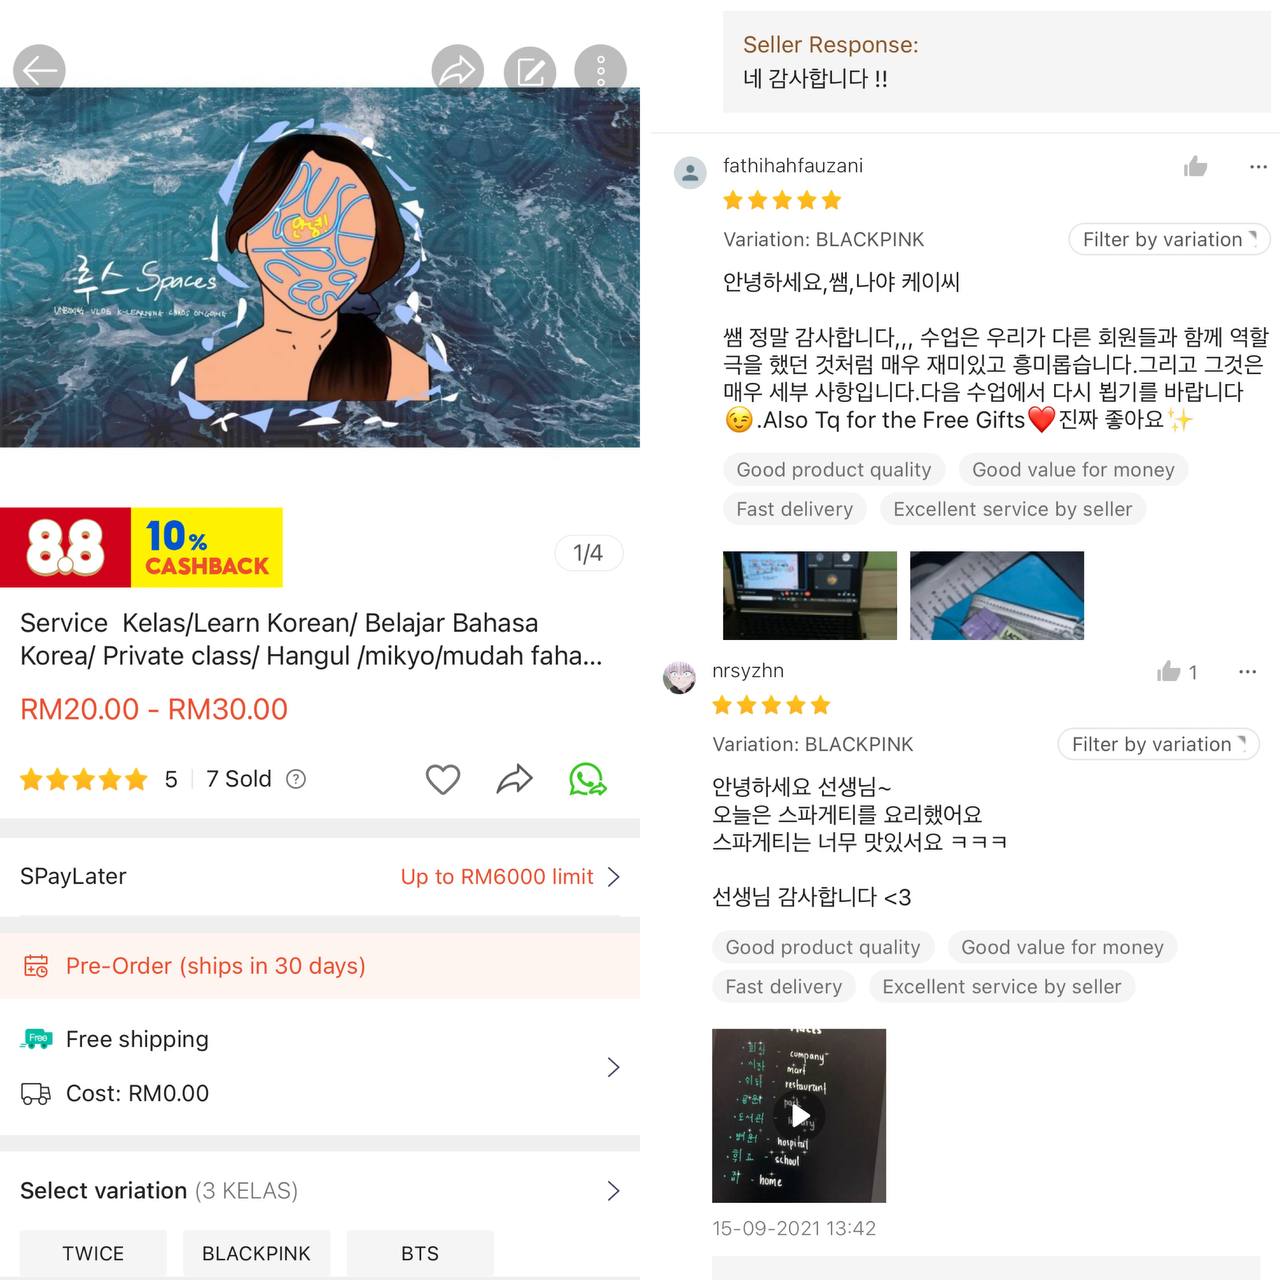 루스 Spaces
UNBOXING VLOG K-LEARNING CHAOS ONGOING
안녕
8.8
10%
CASHBACK
1/4
Service Kelas/Learn Korean/ Belajar Bahasa
Korea/ Private class/ Hangul /mikyo/mudah faha...
RM20.00 - RM30.00
5
7 Sold
?
SPayLater
Up to RM6000 limit
Pre-Order (ships in 30 days)
Free
Free shipping
Cost: RM0.00
Select variation (3 KELAS)
TWICE
BLACKPINK
BTS
Seller Response:
네 감사합니다 !!
fathihahfauzani
Variation: BLACKPINK
Filter by variation
안녕하세요,쌤,나야 케이씨
쌤 정말 감사합니다,,, 수업은 우리가 다른 회원들과 함께 역할
극을 했던 것처럼 매우 재미있고 흥미롭습니다.그리고 그것은
매우 세부 사항입니다.다음 수업에서 다시 뵙기를 바랍니다
😉.Also Tq for the Free Gifts❤️진짜 좋아요✨
Good product quality
Good value for money
Fast delivery
Excellent service by seller
nrsyzhn
1
Variation: BLACKPINK
Filter by variation
안녕하세요 선생님~
오늘은 스파게티를 요리했어요
스파게티는 너무 맛있서요 ㅋㅋㅋ
선생님 감사합니다 <3
Good product quality
Good value for money
Fast delivery
Excellent service by seller
company
mart
restaurant
도서관
hospital
school
home
15-09-2021 13:42